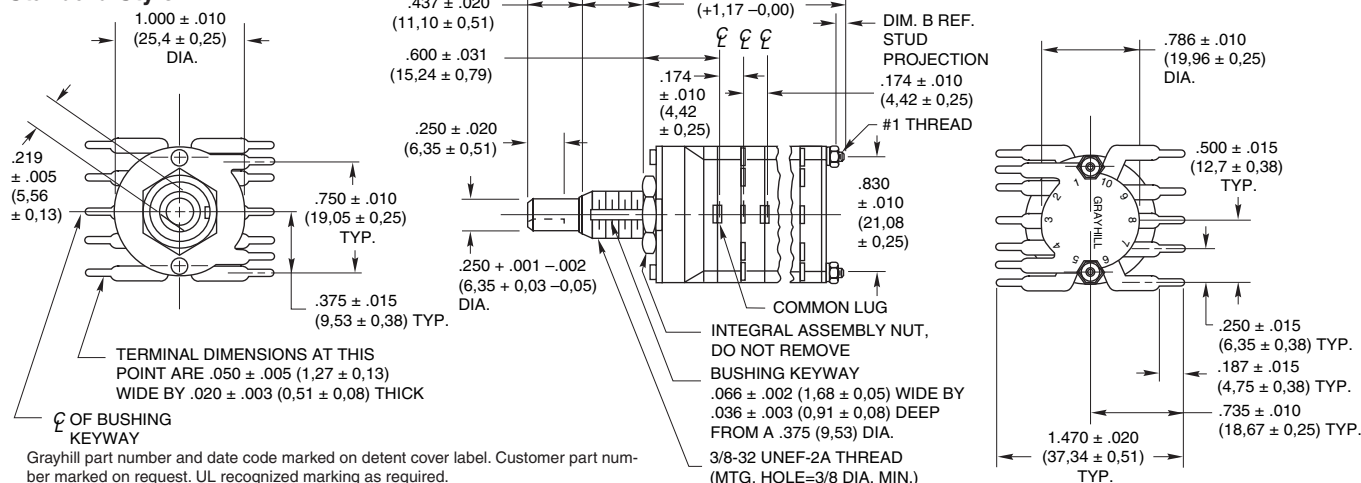 1.000 ± .010
(25,4 ± 0,25)
DIA.
.219
± .005
(5,56
± 0,13)
.750 ± .010
(19,05 ± 0,25)
TYP.
.375 ± .015
(9,53 ± 0,38) TYP.
TERMINAL DIMENSIONS AT THIS
POINT ARE .050 ± .005 (1,27 ± 0,13)
WIDE BY .020 ± .003 (0,51 ± 0,08) THICK
℄ OF BUSHING
KEYWAY
Grayhill part number and date code marked on detent cover label. Customer part num-
ber marked on request. UL recognized marking as required.
.437 ± .020
(11,10 ± 0,51)
(+1,17 –0,00)
.600 ± .031
(15,24 ± 0,79)
℄ ℄ ℄
.174
± .010
(4,42
± 0,25)
.250 ± .020
(6,35 ± 0,51)
.250 + .001 –.002
(6,35 + 0,03 –0,05)
DIA.
DIM. B REF.
STUD
PROJECTION
.174 ± .010
(4,42 ± 0,25)
#1 THREAD
.830
± .010
(21,08
± 0,25)
COMMON LUG
INTEGRAL ASSEMBLY NUT,
DO NOT REMOVE
BUSHING KEYWAY
.066 ± .002 (1,68 ± 0,05) WIDE BY
.036 ± .003 (0,91 ± 0,08) DEEP
FROM A .375 (9,53) DIA.
3/8-32 UNEF-2A THREAD
(MTG. HOLE=3/8 DIA. MIN.)
.786 ± .010
(19,96 ± 0,25)
DIA.
.500 ± .015
(12,7 ± 0,38)
TYP.
1 10
2 9
3 GRAYHILL 8
4 7
5 6
.250 ± .015
(6,35 ± 0,38) TYP.
.187 ± .015
(4,75 ± 0,38) TYP.
.735 ± .010
(18,67 ± 0,25) TYP.
1.470 ± .020
(37,34 ± 0,51)
TYP.